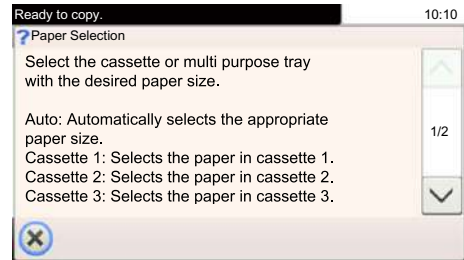 Ready to copy.
10:10
?Paper Selection
Select the cassette or multi purpose tray
with the desired paper size.
Auto: Automatically selects the appropriate
paper size.
Cassette 1: Selects the paper in cassette 1.
Cassette 2: Selects the paper in cassette 2.
Cassette 3: Selects the paper in cassette 3.
1/2